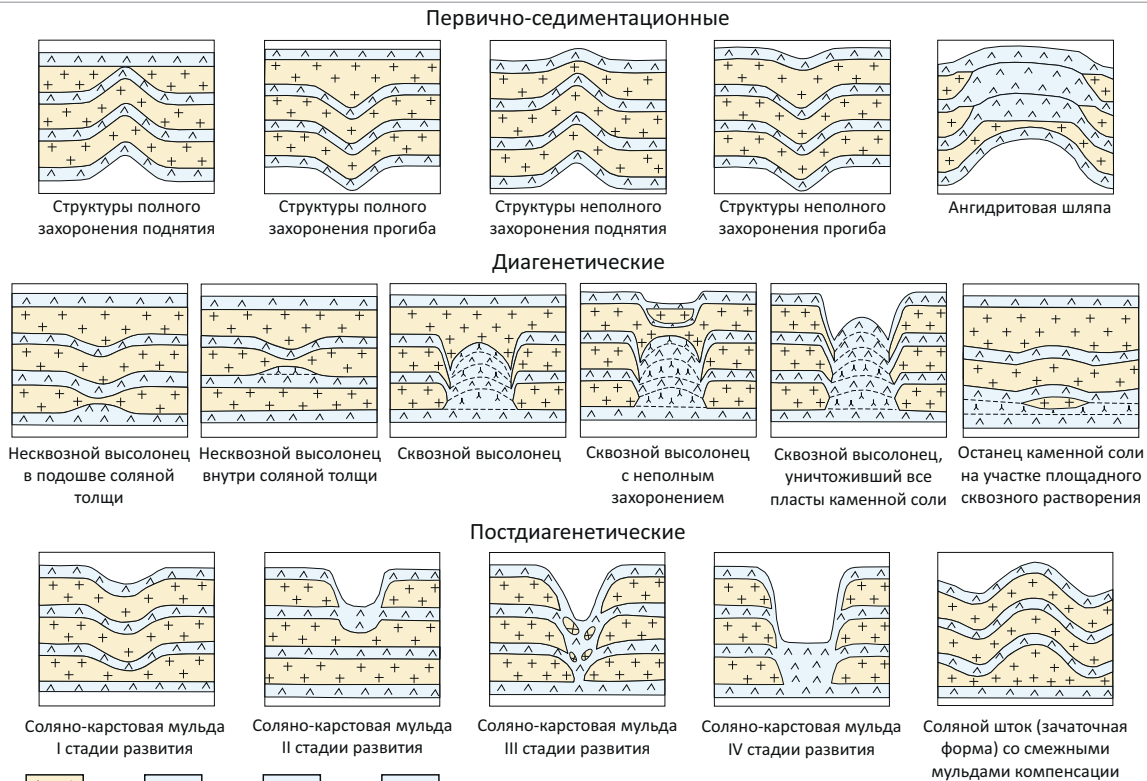 Первично-седиментационные
Структуры полного
захоронения поднятия
Структуры полного
захоронения прогиба
Структуры неполного
захоронения поднятия
Структуры неполного
захоронения прогиба
Ангидритовая шляпа
Диагенетические
Несквозной высолонец
в подошве соляной
толщи
Несквозной высолонец
внутри соляной толщи
Сквозной высолонец
Сквозной высолонец
с неполным
захоронением
Сквозной высолонец,
уничтоживший все
пласты каменной соли
Останец каменной соли
на участке площадного
сквозного растворения
Постдиагенетические
Соляно-карстовая мульда
I стадии развития
Соляно-карстовая мульда
II стадии развития
Соляно-карстовая мульда
III стадии развития
Соляно-карстовая мульда
IV стадии развития
Соляной шток (зачаточная
форма) со смежными
мульдами компенсации